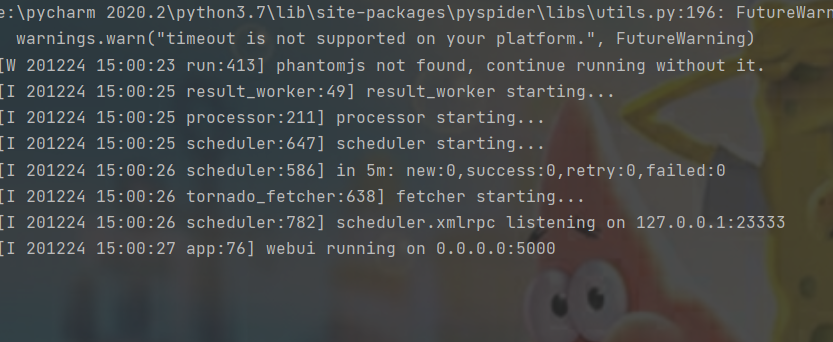 e:\pycharm 2020.2\python3.7\lib\site-packages\pyspider\libs\utils.py:196: FutureWarn
warnings.warn("timeout is not supported on your platform.", FutureWarning)
[W 201224 15:00:23 run:413] phantomjs not found, continue running without it.
[I 201224 15:00:25 result_worker:49] result_worker starting...
[I 201224 15:00:25 processor:211] processor starting...
[I 201224 15:00:25 scheduler:647] scheduler starting...
[I 201224 15:00:26 scheduler:586] in 5m: new:0,success:0,retry:0,failed:0
[I 201224 15:00:26 tornado_fetcher:638] fetcher starting...
[I 201224 15:00:26 scheduler:782] scheduler.xmlrpc listening on 127.0.0.1:23333
[I 201224 15:00:27 app:76] webui running on 0.0.0.0:5000